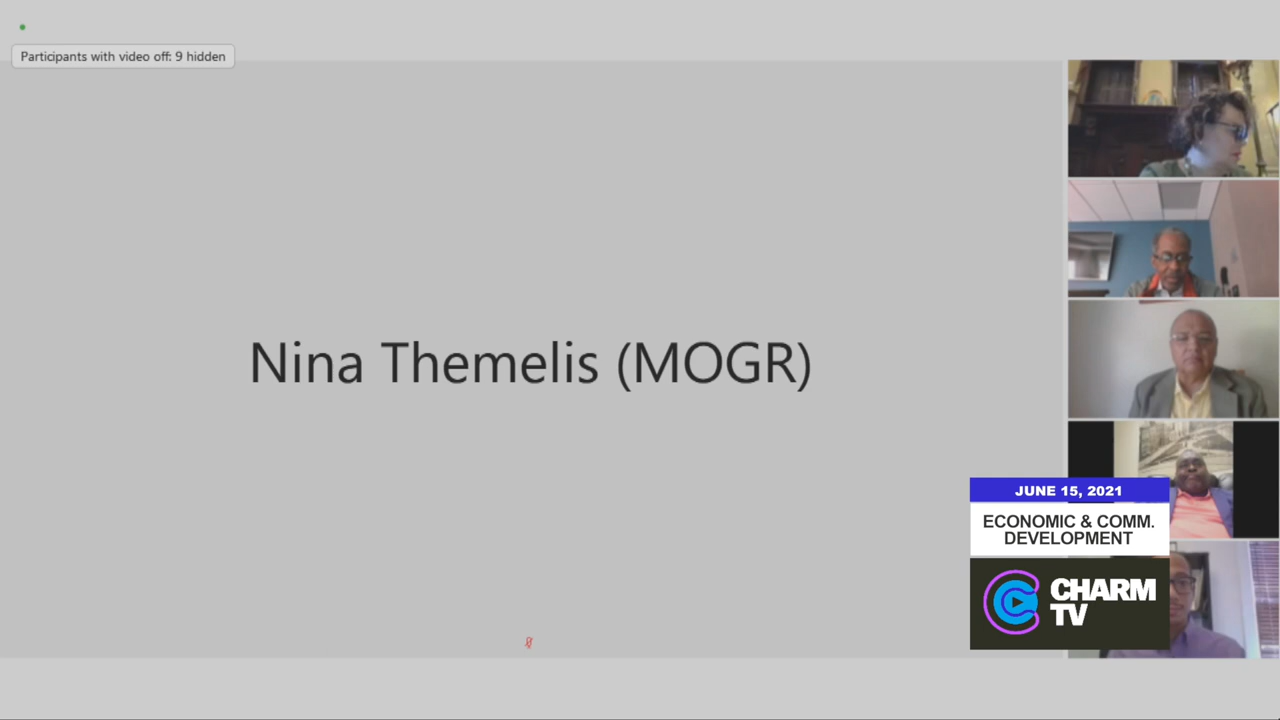 Participants with video off: 9 hidden
Nina Themelis (MOGR)
JUNE 15, 2021
ECONOMIC & COMM.
DEVELOPMENT
CHARM
TV